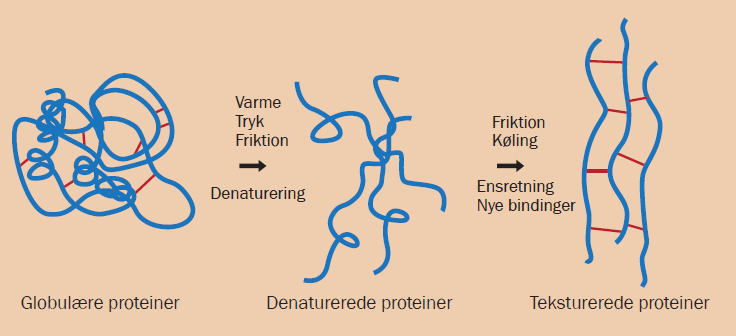 Varme
Tryk
Friktion
Denaturering
Friktion
Køling
Ensretning
Nye bindinger
Globulære proteiner
Denaturerede proteiner
Teksturerede proteiner